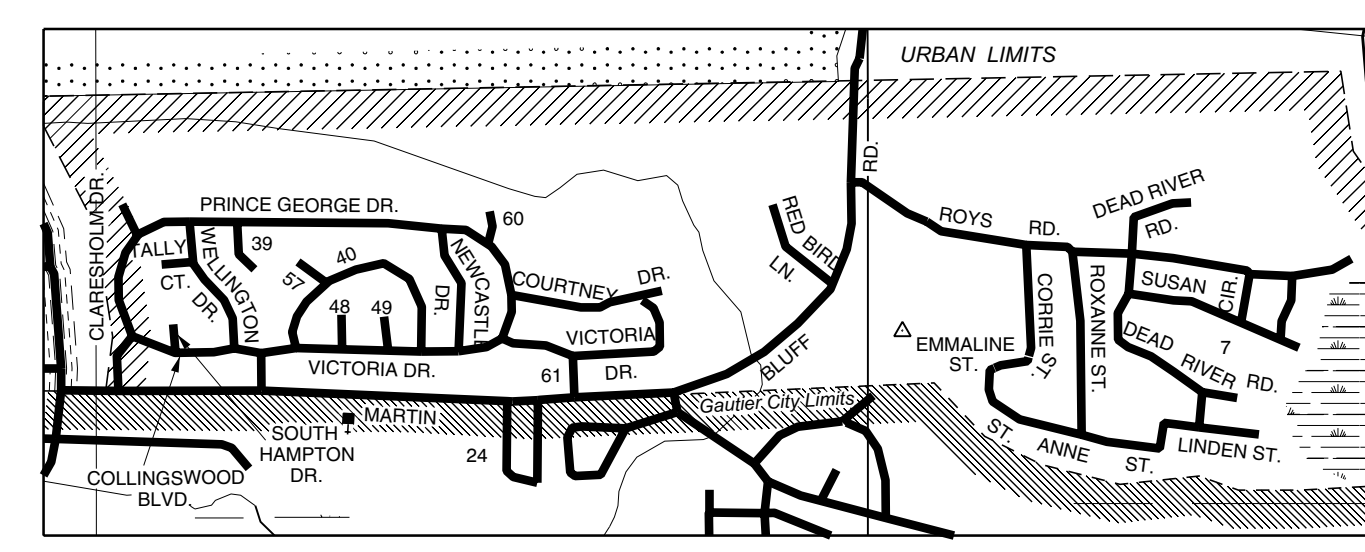 URBAN LIMITS
RD.
CLARESHOLM DR.
PRINCE GEORGE DR.
60
TALLY
CT.
WELLINGTON
DR.
39
40
57
48
49
NEWCASTLE
DR.
COURTNEY DR.
VICTORIA
DR.
VICTORIA DR.
61
RED BIRD
LN.
BLUFF
ROYS RD.
DEAD RIVER
RD.
SUSAN
CIR.
CORRIE ST.
ROXANNE ST.
EMMALINE
ST.
DEAD RIVER RD.
7
LINDEN ST.
ST. ANNE ST.
Gautier City Limits
MARTIN
SOUTH
HAMPTON
DR.
24
COLLINGSWOOD
BLVD.